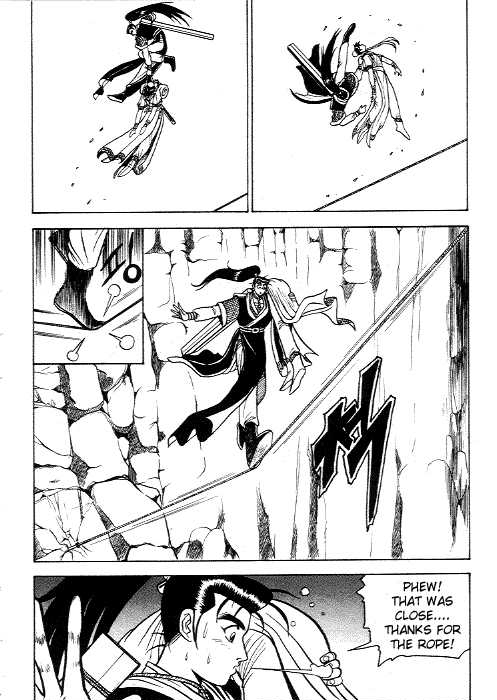 PHEW!
THAT WAS
CLOSE....
THANKS FOR
THE ROPE!